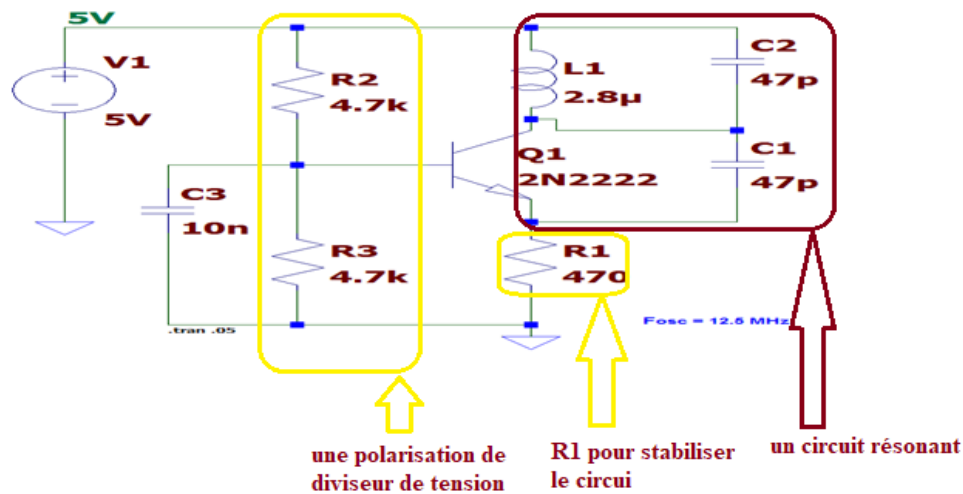 5V
V1
5V
R2
4.7k
L1
2.8µ
C2
47p
Q1
2N2222
C1
47p
C3
10n
R3
4.7k
R1
470
.tran .05
Fosc = 12.5 MHz
une polarisation de
diviseur de tension
R1 pour stabiliser
le circui
un circuit résonant